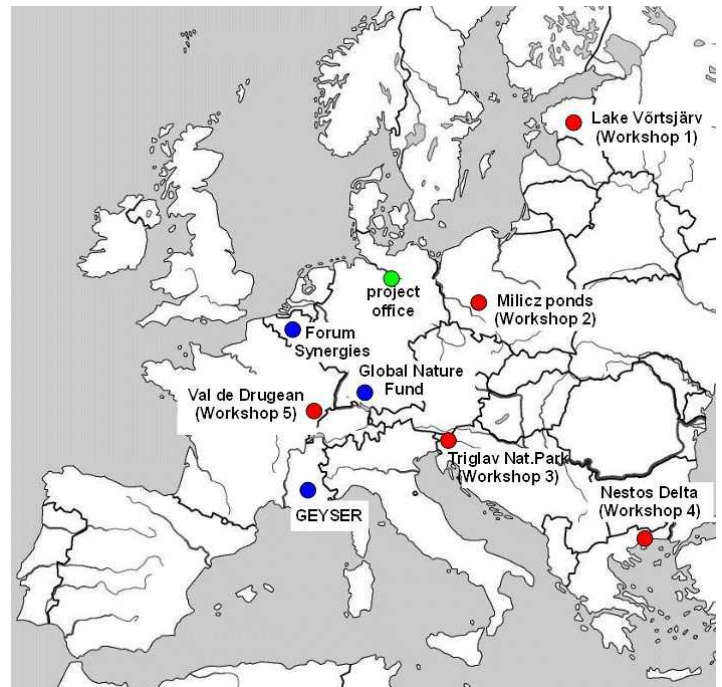 Lake Võrtsjärv
(Workshop 1)
project
office
Milicz ponds
(Workshop 2)
Forum
Synergies
Global Nature
Fund
Val de Drugean
(Workshop 5)
Triglav Nat.Park
(Workshop 3)
Nestos Delta
(Workshop 4)
GEYSER